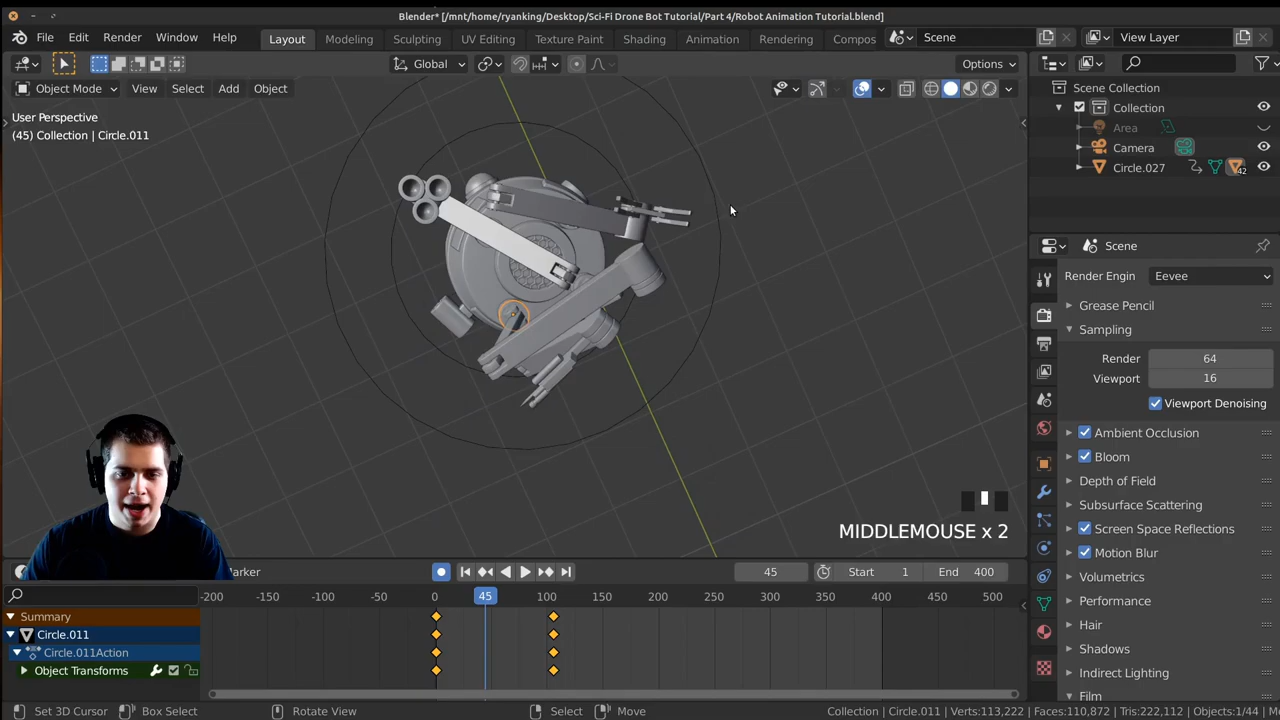 Blender* [/mnt/home/ryanking/Desktop/Sci-Fi Drone Bot Tutorial/Part 4/Robot Animation Tutorial.blend]
File Edit Render Window Help Layout Modeling Sculpting UV Editing Texture Paint Shading Animation Rendering Compos Scene View Layer
Global Options
Object Mode View Select Add Object
User Perspective
(45) Collection | Circle.011
Scene Collection
Collection
Area
Camera
Circle.027
42
Scene
Render Engin Eevee
Grease Pencil
Sampling
Render 64
Viewport 16
Viewport Denoising
Ambient Occlusion
Bloom
Depth of Field
Subsurface Scattering
Screen Space Reflections
Motion Blur
Volumetrics
Performance
Hair
Shadows
Indirect Lighting
Film
MIDDLEMOUSE x 2
Marker 45 Start 1 End 400
-200 -150 -100 -50 0 45 100 150 200 250 300 350 400 450 500
Summary
Circle.011
Circle.011Action
Object Transforms
Set 3D Cursor Box Select Rotate View Select Move Collection | Circle.011 | Verts:113,222 | Faces:110,872 | Tris:222,112 | Objects:1/44 | M